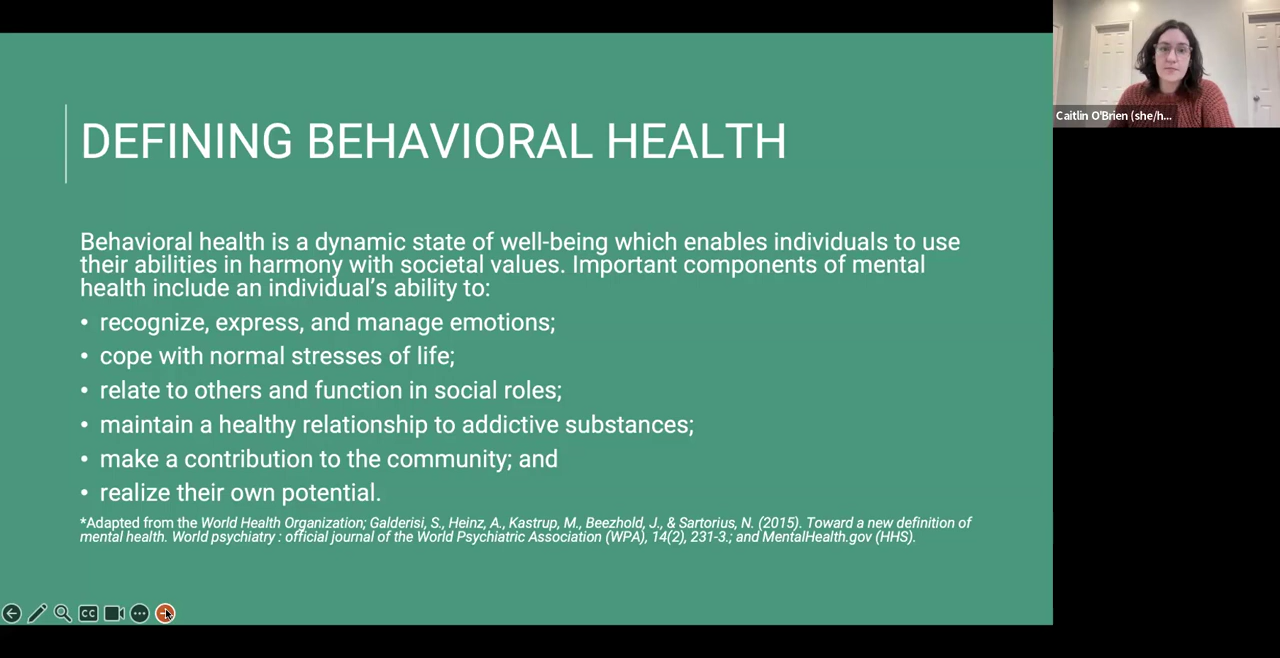 DEFINING BEHAVIORAL HEALTH
Behavioral health is a dynamic state of well-being which enables individuals to use
their abilities in harmony with societal values. Important components of mental
health include an individual’s ability to:
• recognize, express, and manage emotions;
• cope with normal stresses of life;
• relate to others and function in social roles;
• maintain a healthy relationship to addictive substances;
• make a contribution to the community; and
• realize their own potential.
*Adapted from the World Health Organization; Galderisi, S., Heinz, A., Kastrup, M., Beezhold, J., & Sartorius, N. (2015). Toward a new definition of
mental health. World psychiatry : official journal of the World Psychiatric Association (WPA), 14(2), 231-3.; and MentalHealth.gov (HHS).
CC
Caitlin O'Brien (she/h...